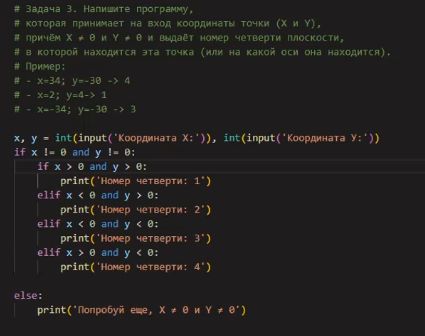 # Задача 3. Напишите программу,
# которая принимает на вход координаты точки (X и Y),
# причём X ≠ 0 и Y ≠ 0 и выдаёт номер четверти плоскости,
# в которой находится эта точка (или на какой оси она находится).
# Пример:
# - x=34; y=-30 -> 4
# - x=2; y=4-> 1
# - x=-34; y=-30 -> 3
x, y = int(input('Координата X:')), int(input('Координата У:'))
if x != 0 and y != 0:
    if x > 0 and y > 0:
        print('Номер четверти: 1')
    elif x < 0 and y > 0:
        print('Номер четверти: 2')
    elif x < 0 and y < 0:
        print('Номер четверти: 3')
    elif x > 0 and y < 0:
        print('Номер четверти: 4')
else:
    print('Попробуй еще, X ≠ 0 и Y ≠ 0')